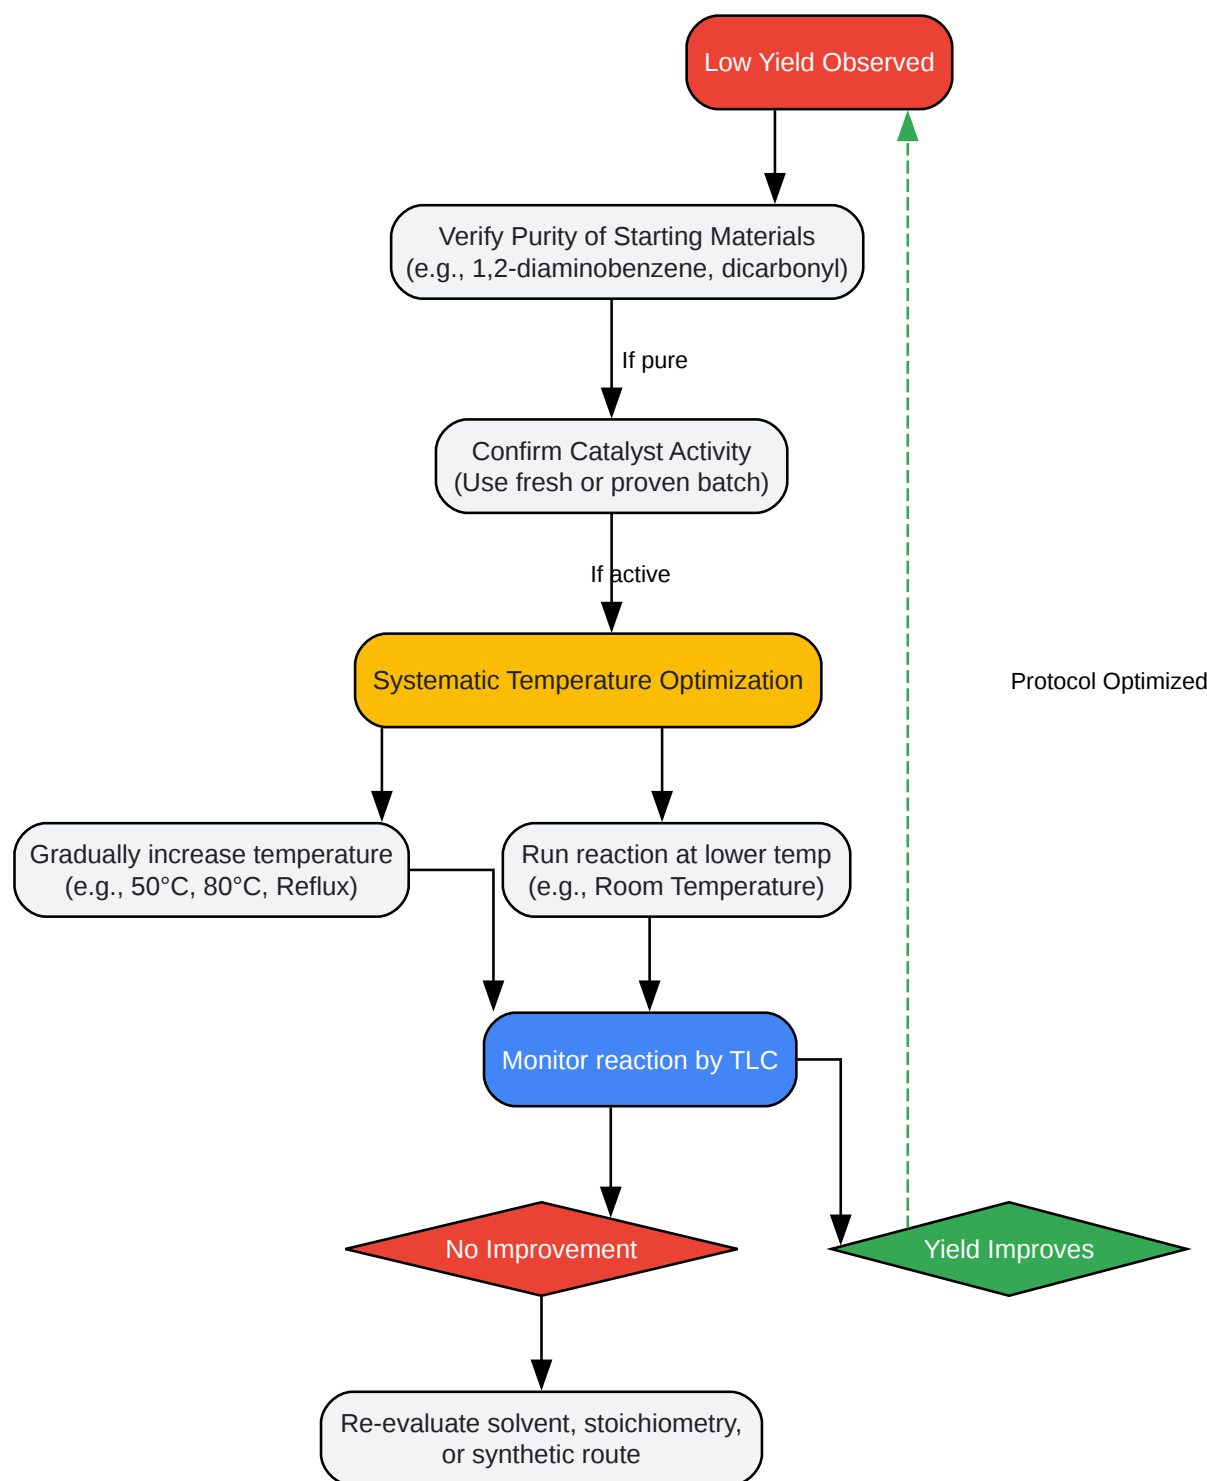 Low Yield Observed
Verify Purity of Starting Materials
(e.g., 1,2-diaminobenzene, dicarbonyl)
If pure
Confirm Catalyst Activity
(Use fresh or proven batch)
If active
Systematic Temperature Optimization
Protocol Optimized
Gradually increase temperature
(e.g., 50°C, 80°C, Reflux)
Run reaction at lower temp
(e.g., Room Temperature)
Monitor reaction by TLC
No Improvement
Yield Improves
Re-evaluate solvent, stoichiometry,
or synthetic route